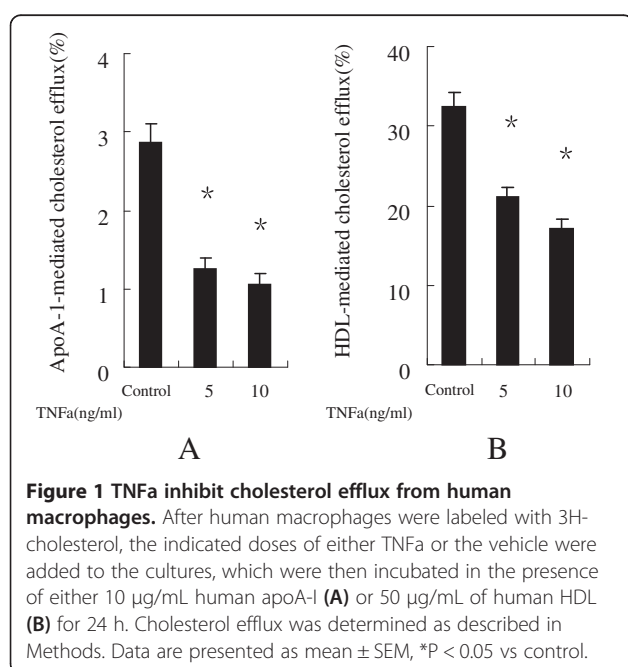 ApoA-1-mediated cholesterol efflux(%)
4
3
2
1
0
Control 5 10
TNFa(ng/ml)
*
*
A
HDL-mediated cholesterol efflux(%)
40
30
20
10
0
Control 5 10
TNFa(ng/ml)
*
*
B
Figure 1 TNFa inhibit cholesterol efflux from human
macrophages. After human macrophages were labeled with 3H-
cholesterol, the indicated doses of either TNFa or the vehicle were
added to the cultures, which were then incubated in the presence
of either 10 μg/mL human apoA-I (A) or 50 μg/mL of human HDL
(B) for 24 h. Cholesterol efflux was determined as described in
Methods. Data are presented as mean ± SEM, *P < 0.05 vs control.